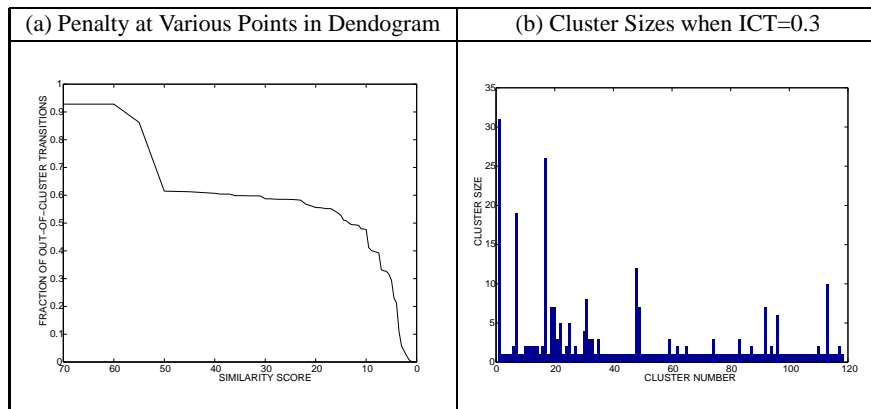 (a) Penalty at Various Points in Dendogram
(b) Cluster Sizes when ICT=0.3
1
0.9
0.8
0.7
0.6
0.5
0.4
0.3
0.2
0.1
0
FRACTION OF OUT-OF-CLUSTER TRANSITIONS
70 60 50 40 30 20 10 0
SIMILARITY SCORE
35
30
25
20
15
10
5
0
CLUSTER SIZE
0 20 40 60 80 100 120
CLUSTER NUMBER